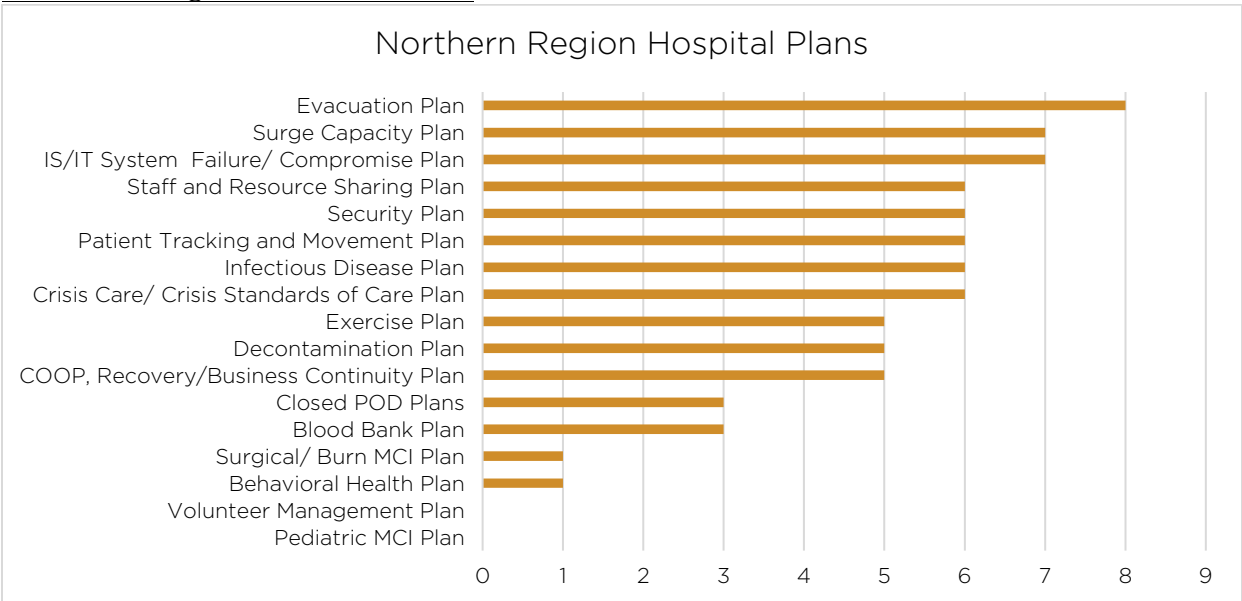 Northern Region Hospital Plans
Evacuation Plan
Surge Capacity Plan
IS/IT System Failure/ Compromise Plan
Staff and Resource Sharing Plan
Security Plan
Patient Tracking and Movement Plan
Infectious Disease Plan
Crisis Care/ Crisis Standards of Care Plan
Exercise Plan
Decontamination Plan
COOP, Recovery/Business Continuity Plan
Closed POD Plans
Blood Bank Plan
Surgical/ Burn MCI Plan
Behavioral Health Plan
Volunteer Management Plan
Pediatric MCI Plan
0 1 2 3 4 5 6 7 8 9